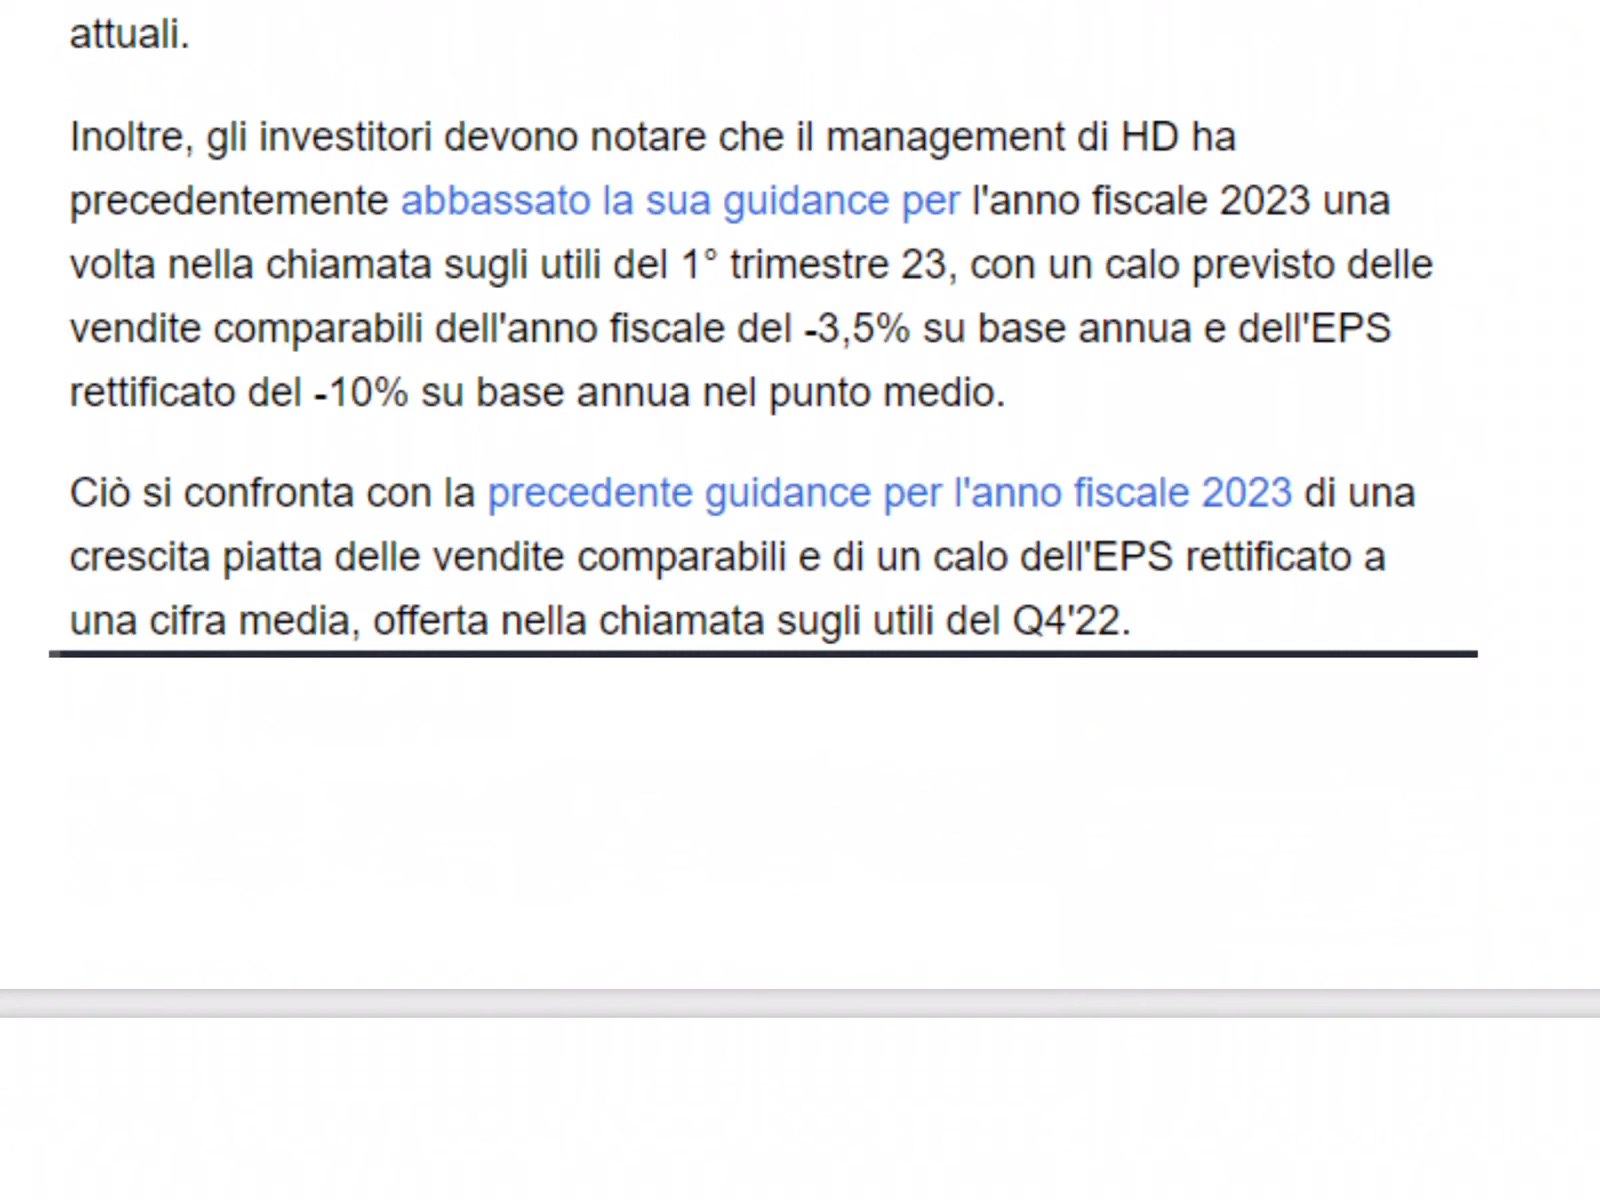 attuali.
Inoltre, gli investitori devono notare che il management di HD ha
precedentemente abbassato la sua guidance per l'anno fiscale 2023 una
volta nella chiamata sugli utili del 1° trimestre 23, con un calo previsto delle
vendite comparabili dell'anno fiscale del -3,5% su base annua e dell'EPS
rettificato del -10% su base annua nel punto medio.
Ciò si confronta con la precedente guidance per l'anno fiscale 2023 di una
crescita piatta delle vendite comparabili e di un calo dell'EPS rettificato a
una cifra media, offerta nella chiamata sugli utili del Q4'22.